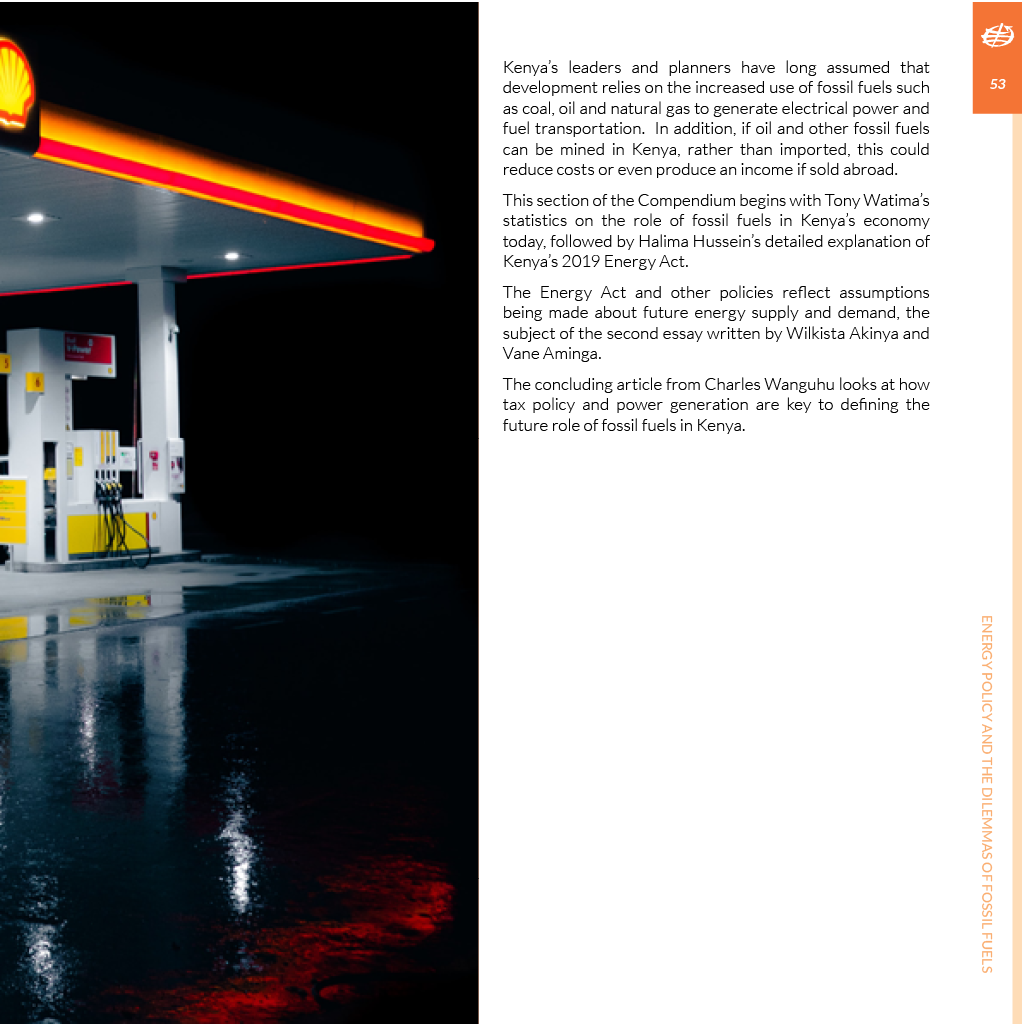 Kenya’s leaders and planners have long assumed that
development relies on the increased use of fossil fuels such
as coal, oil and natural gas to generate electrical power and
fuel transportation.  In addition, if oil and other fossil fuels
can be mined in Kenya, rather than imported, this could
reduce costs or even produce an income if sold abroad.
This section of the Compendium begins with Tony Watima’s
statistics on the role of fossil fuels in Kenya’s economy
today, followed by Halima Hussein’s detailed explanation of
Kenya’s 2019 Energy Act.
The Energy Act and other policies reflect assumptions
being made about future energy supply and demand, the
subject of the second essay written by Wilkista Akinya and
Vane Aminga.
The concluding article from Charles Wanguhu looks at how
tax policy and power generation are key to defining the
future role of fossil fuels in Kenya.
53
ENERGY POLICY AND THE DILEMMAS OF FOSSIL FUELS
V-Power
5
6
6